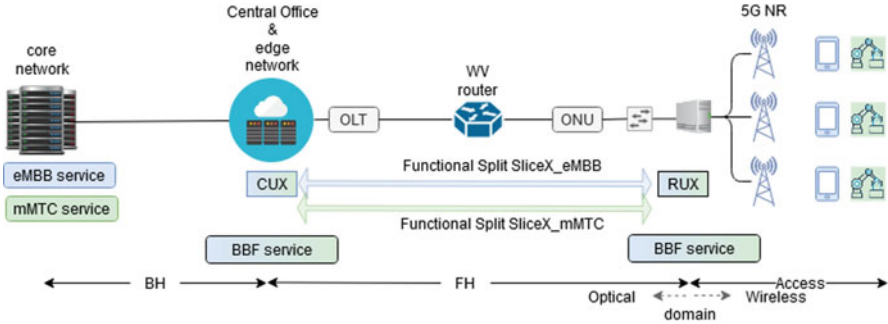 Central Office
&
edge
network
5G NR
core
network
WV
router
OLT
ONU
eMBB service
mMTC service
CUX
Functional Split SliceX_eMBB
RUX
Functional Split SliceX_mMTC
BBF service
BBF service
BH
FH
Access
Optical
Wireless
domain